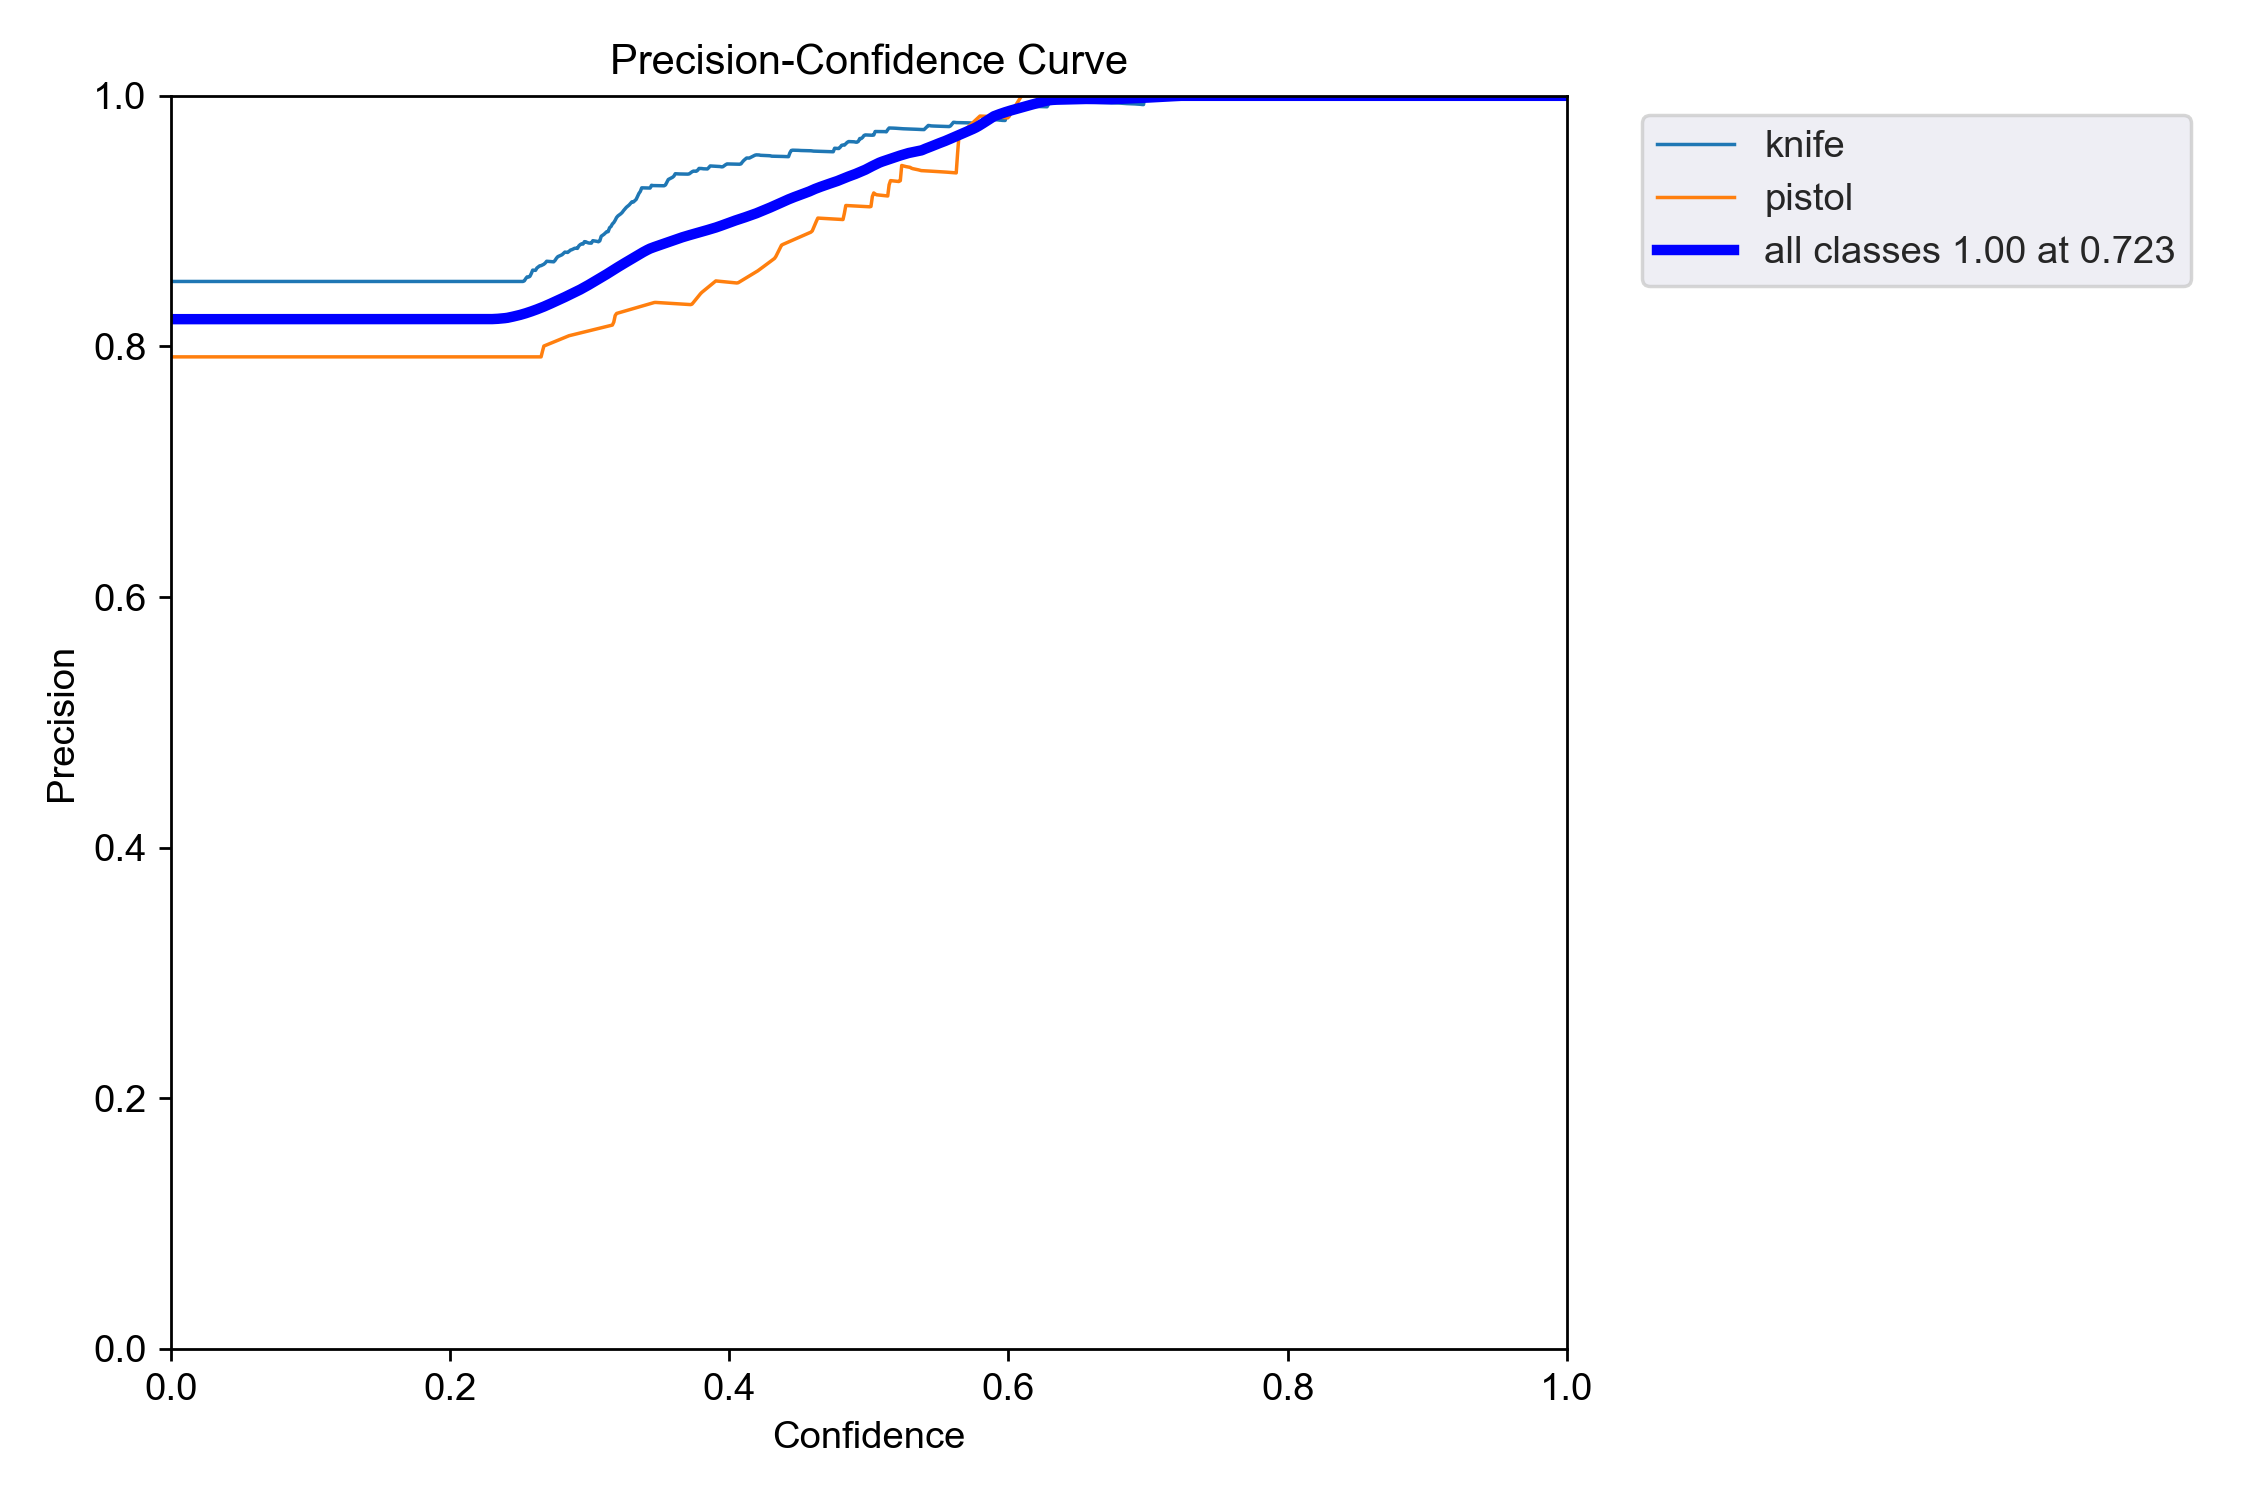 Precision-Confidence Curve
1.0
0.8
0.6
0.4
0.2
0.0
Precision
0.0 0.2 0.4 0.6 0.8 1.0
Confidence
knife
pistol
all classes 1.00 at 0.723